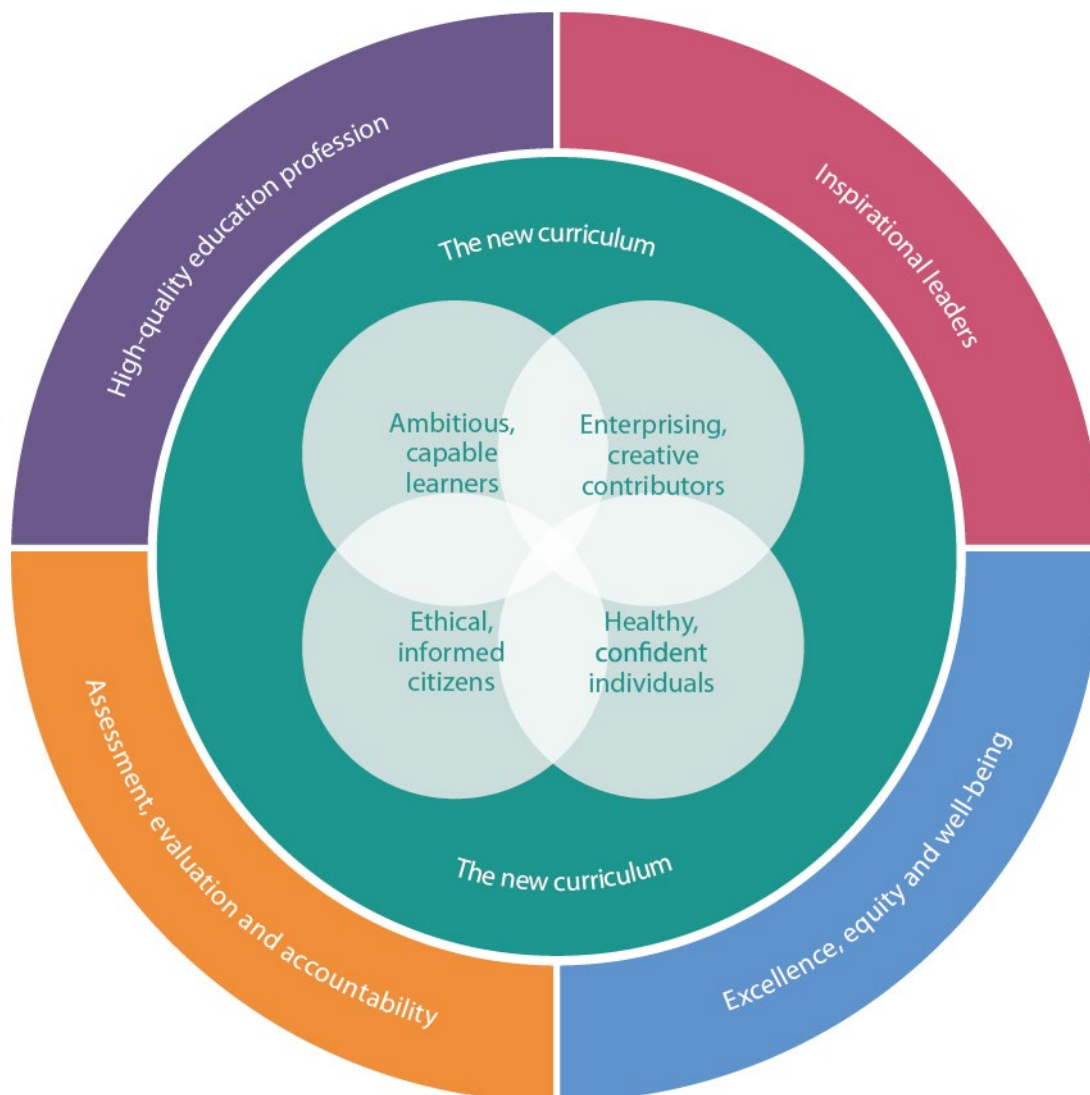 High-quality education profession
Inspirational leaders
The new curriculum
Ambitious,
capable
learners
Enterprising,
creative
contributors
Ethical,
informed
citizens
Healthy,
confident
individuals
The new curriculum
Assessment, evaluation and accountability
Excellence, equity and well-being